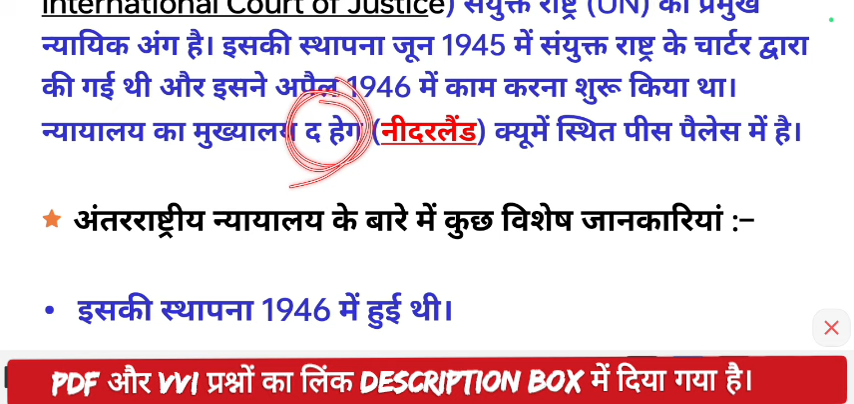 International Court of Justice) संयुक्त राष्ट्र (UN) का प्रमुख
न्यायिक अंग है। इसकी स्थापना जून 1945 में संयुक्त राष्ट्र के चार्टर द्वारा
की गई थी और इसने अप्रैल 1946 में काम करना शुरू किया था।
न्यायालय का मुख्यालय द हेग (नीदरलैंड) क्यूमें स्थित पीस पैलेस में है।
★ अंतरराष्ट्रीय न्यायालय के बारे में कुछ विशेष जानकारियां :–
• इसकी स्थापना 1946 में हुई थी।
PDF और VVI प्रश्नों का लिंक DESCRIPTION BOX में दिया गया है।